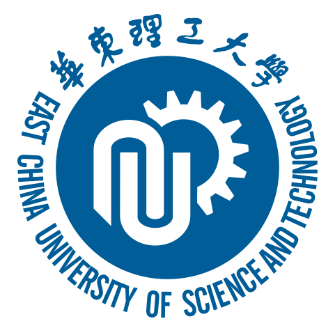 華東理工大學
EAST CHINA UNIVERSITY OF SCIENCE AND TECHNOLOGY